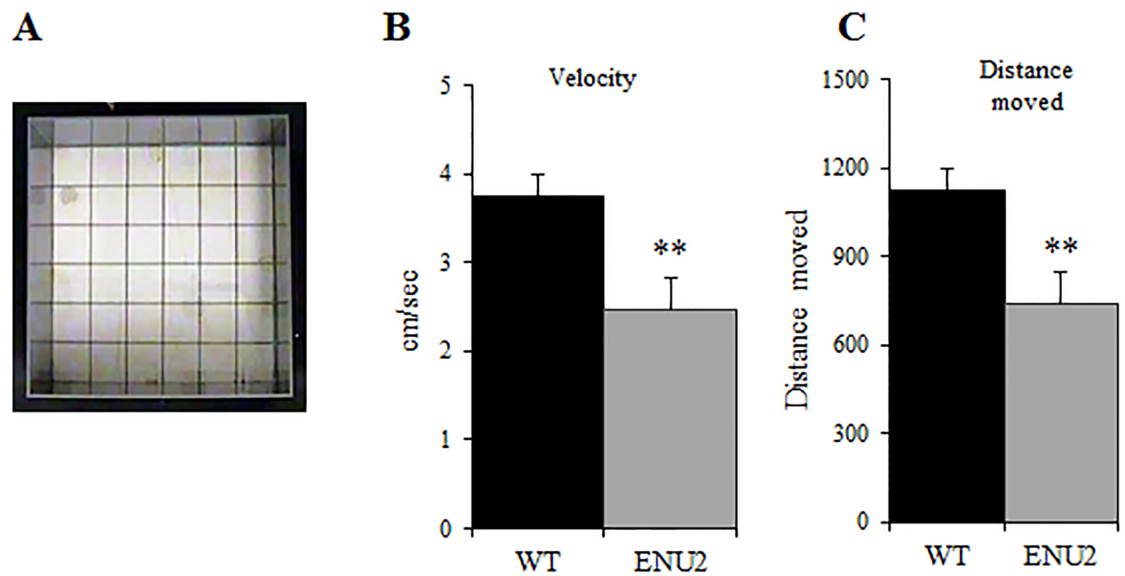 A
B
Velocity
5
4
3
2
1
0
cm/sec
**
WT
ENU2
C
Distance
moved
1500
1200
900
600
300
0
Distance moved
**
WT
ENU2